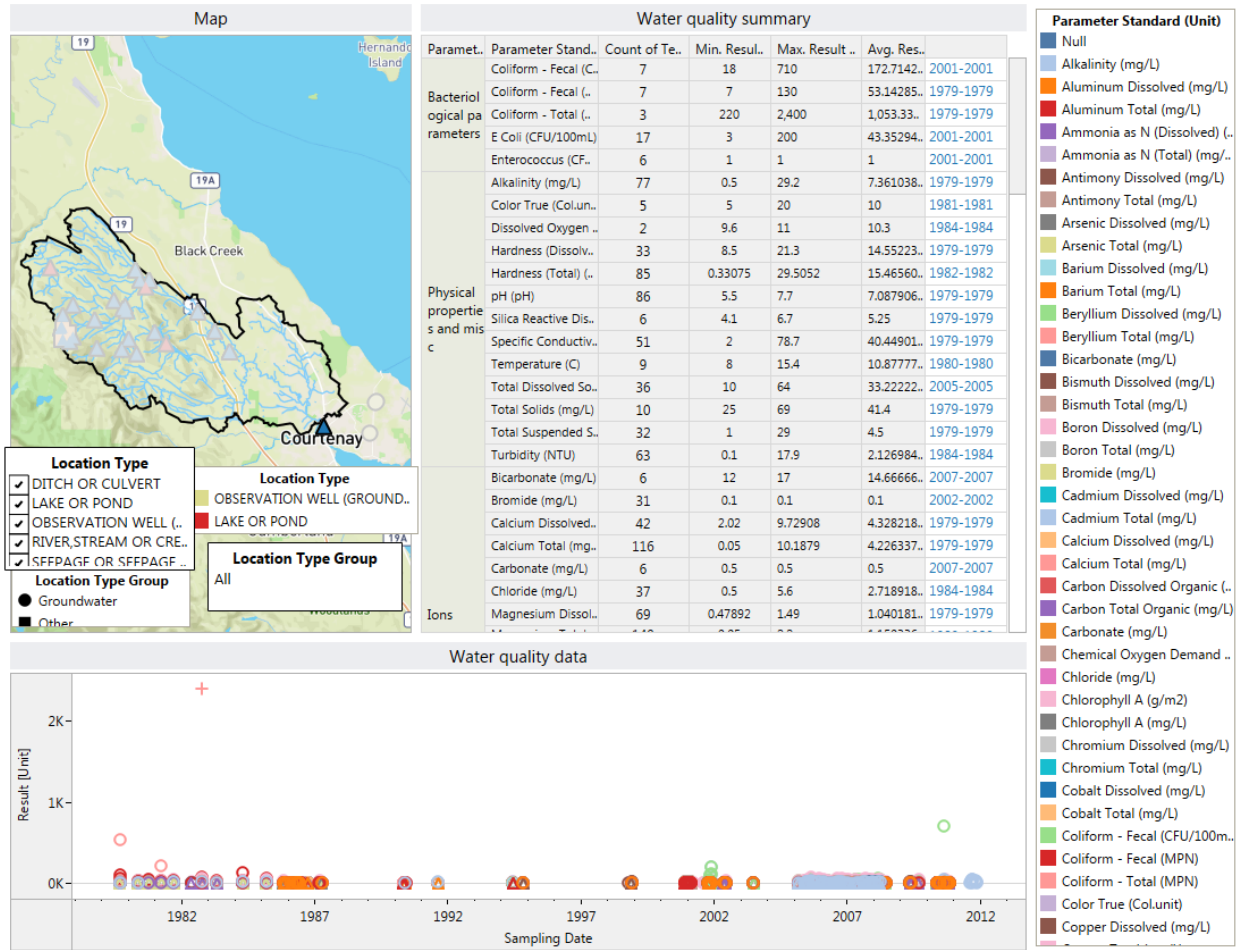 Map
19
Hernando
Island
19A
19
Black Creek
Courtenay
19A
Location Type
DITCH OR CULVERT
LAKE OR POND
OBSERVATION WELL (..
RIVER,STREAM OR CRE..
SEEPAGE OR SEEPAGE ..
Location Type
OBSERVATION WELL (GROUND..
LAKE OR POND
Location Type Group
All
Location Type Group
Groundwater
Other
Water quality summary
Paramet.. Parameter Stand.. Count of Te.. Min. Resul.. Max. Result .. Avg. Res..
Bacteriol
ogical pa
rameters
Coliform - Fecal (C.. 7 18 710 172.7142.. 2001-2001
Coliform - Fecal (.. 7 7 130 53.14285.. 1979-1979
Coliform - Total (.. 3 220 2,400 1,053.33.. 1979-1979
E Coli (CFU/100mL) 17 3 200 43.35294.. 2001-2001
Enterococcus (CF.. 6 1 1 1 2001-2001
Physical
propertie
s and mis
c
Alkalinity (mg/L) 77 0.5 29.2 7.361038.. 1979-1979
Color True (Col.un.. 5 5 20 10 1981-1981
Dissolved Oxygen .. 2 9.6 11 10.3 1984-1984
Hardness (Dissolv.. 33 8.5 21.3 14.55223.. 1979-1979
Hardness (Total) (.. 85 0.33075 29.5052 15.46560.. 1982-1982
pH (pH) 86 5.5 7.7 7.087906.. 1979-1979
Silica Reactive Dis.. 6 4.1 6.7 5.25 1979-1979
Specific Conductiv.. 51 2 78.7 40.44901.. 1979-1979
Temperature (C) 9 8 15.4 10.87777.. 1980-1980
Total Dissolved So.. 36 10 64 33.22222.. 2005-2005
Total Solids (mg/L) 10 25 69 41.4 1979-1979
Total Suspended S.. 32 1 29 4.5 1979-1979
Turbidity (NTU) 63 0.1 17.9 2.126984.. 1984-1984
Ions
Bicarbonate (mg/L) 6 12 17 14.66666.. 2007-2007
Bromide (mg/L) 31 0.1 0.1 0.1 2002-2002
Calcium Dissolved.. 42 2.02 9.72908 4.328218.. 1979-1979
Calcium Total (mg.. 116 0.05 10.1879 4.226337.. 1979-1979
Carbonate (mg/L) 6 0.5 0.5 0.5 2007-2007
Chloride (mg/L) 37 0.5 5.6 2.718918.. 1984-1984
Magnesium Dissol.. 69 0.47892 1.49 1.040181.. 1979-1979
Water quality data
Result [Unit]
2K
1K
0K
1982 1987 1992 1997 2002 2007 2012
Sampling Date
Parameter Standard (Unit)
Null
Alkalinity (mg/L)
Aluminum Dissolved (mg/L)
Aluminum Total (mg/L)
Ammonia as N (Dissolved) (..
Ammonia as N (Total) (mg/..
Antimony Dissolved (mg/L)
Antimony Total (mg/L)
Arsenic Dissolved (mg/L)
Arsenic Total (mg/L)
Barium Dissolved (mg/L)
Barium Total (mg/L)
Beryllium Dissolved (mg/L)
Beryllium Total (mg/L)
Bicarbonate (mg/L)
Bismuth Dissolved (mg/L)
Bismuth Total (mg/L)
Boron Dissolved (mg/L)
Boron Total (mg/L)
Bromide (mg/L)
Cadmium Dissolved (mg/L)
Cadmium Total (mg/L)
Calcium Dissolved (mg/L)
Calcium Total (mg/L)
Carbon Dissolved Organic (..
Carbon Total Organic (mg/L)
Carbonate (mg/L)
Chemical Oxygen Demand ..
Chloride (mg/L)
Chlorophyll A (g/m2)
Chlorophyll A (mg/L)
Chromium Dissolved (mg/L)
Chromium Total (mg/L)
Cobalt Dissolved (mg/L)
Cobalt Total (mg/L)
Coliform - Fecal (CFU/100m..
Coliform - Fecal (MPN)
Coliform - Total (MPN)
Color True (Col.unit)
Copper Dissolved (mg/L)